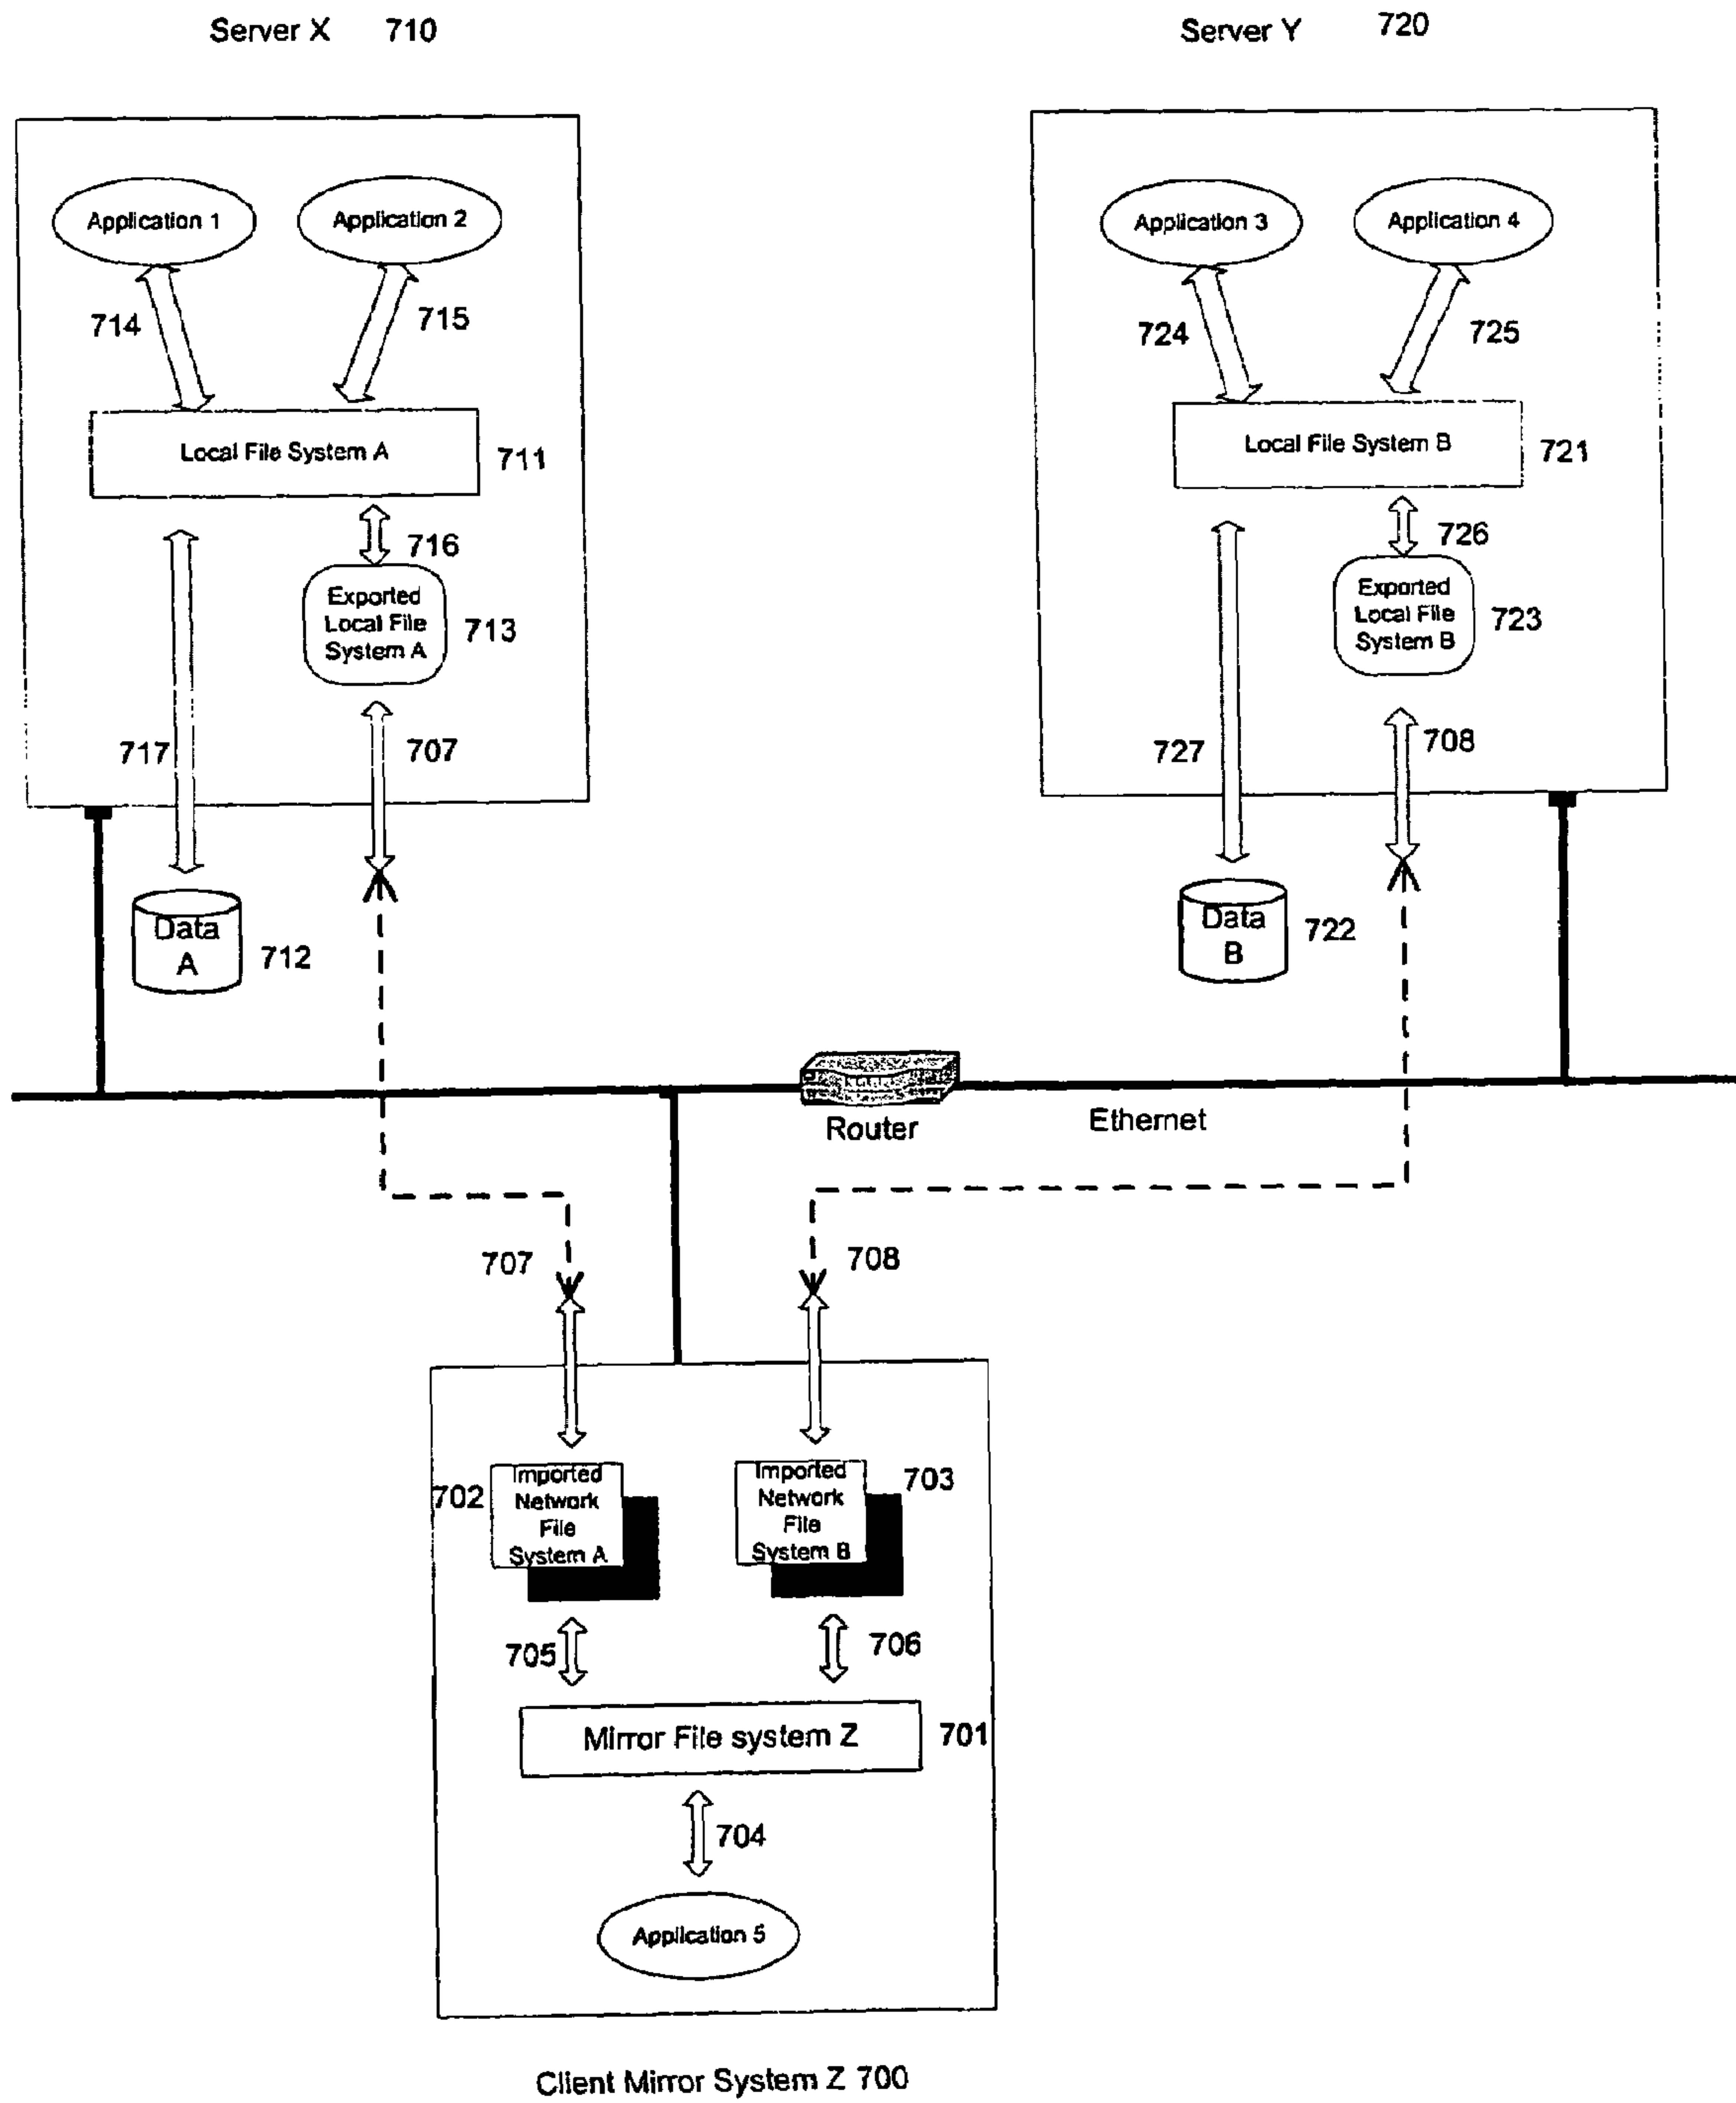 Server X 710
Server Y 720
Application 1
Application 2
714
715
Local File System A
711
716
Exported
Local File
System A
713
717
707
Data
A
712
Application 3
Application 4
724
725
Local File System B
721
726
Exported
Local File
System B
723
727
708
Data
B
722
Router
Ethernet
707
708
702
Imported
Network
File
System A
Imported
Network
File
System B
703
705
706
Mirror File system Z
701
704
Application 5
Client Mirror System Z 700